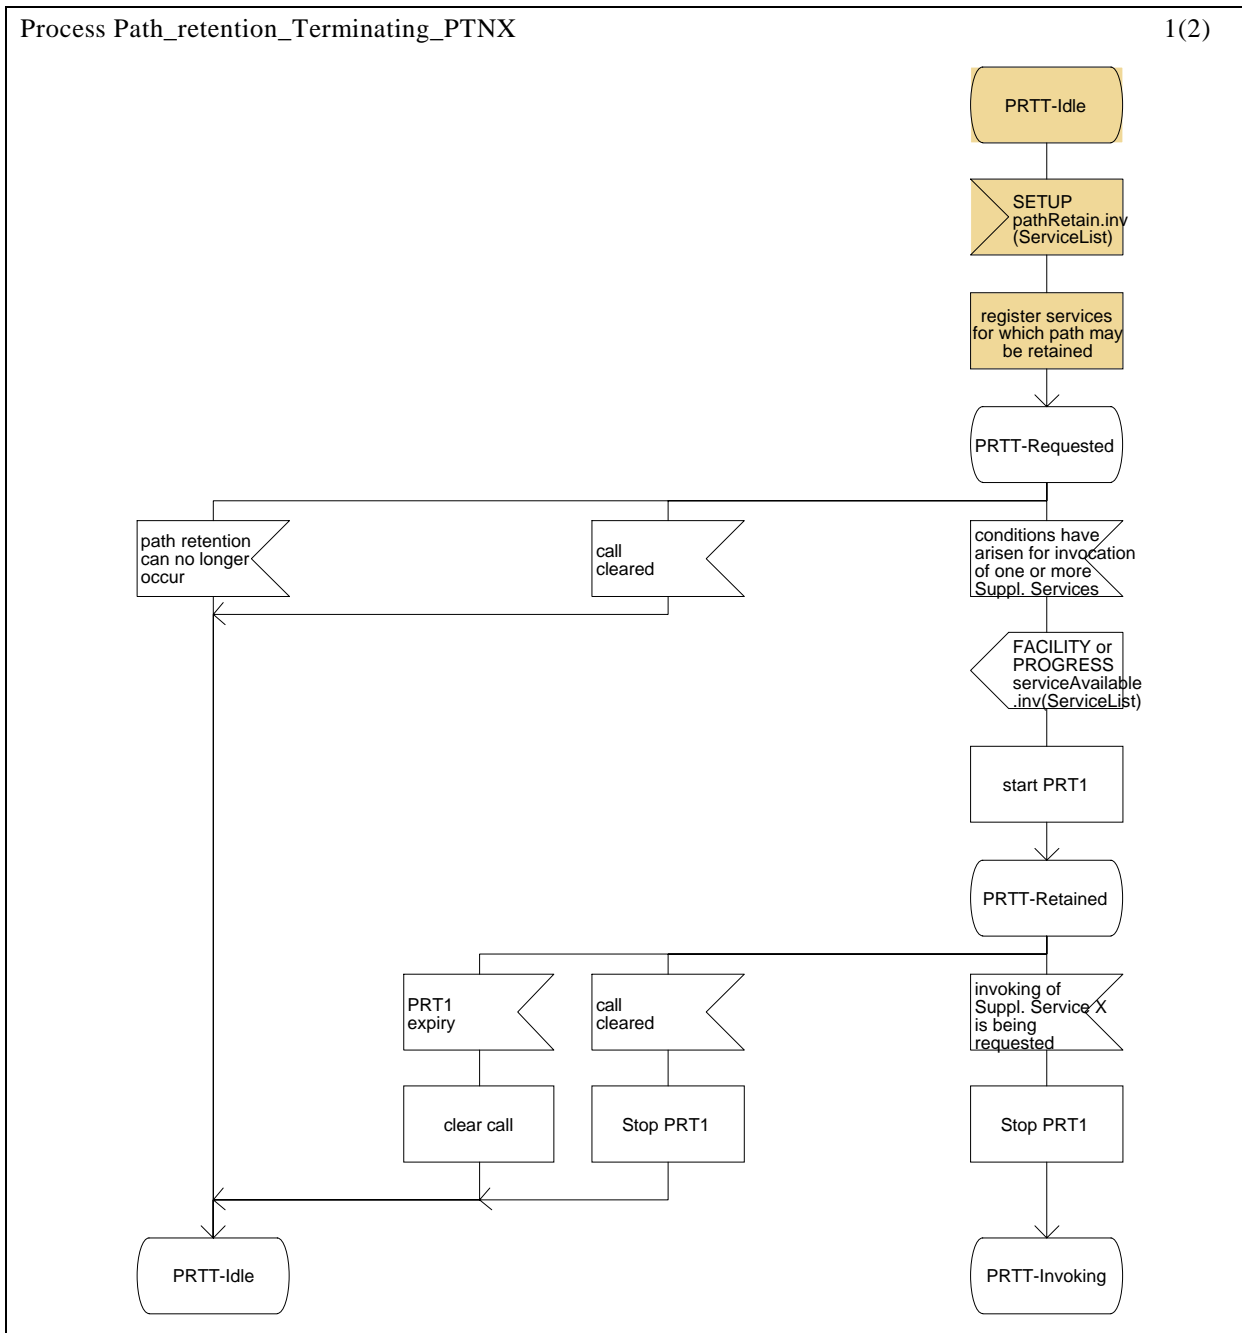 Process Path_retention_Terminating_PTNX
1(2)
PRTT-Idle
SETUP
pathRetain.inv
(ServiceList)
register services
for which path may
be retained
PRTT-Requested
path retention
can no longer
occur
call
cleared
conditions have
arisen for invocation
of one or more
Suppl. Services
FACILITY or
PROGRESS
serviceAvailable
.inv(ServiceList)
start PRT1
PRTT-Retained
PRT1
expiry
call
cleared
invoking of
Suppl. Service X
is being
requested
clear call
Stop PRT1
Stop PRT1
PRTT-Idle
PRTT-Invoking